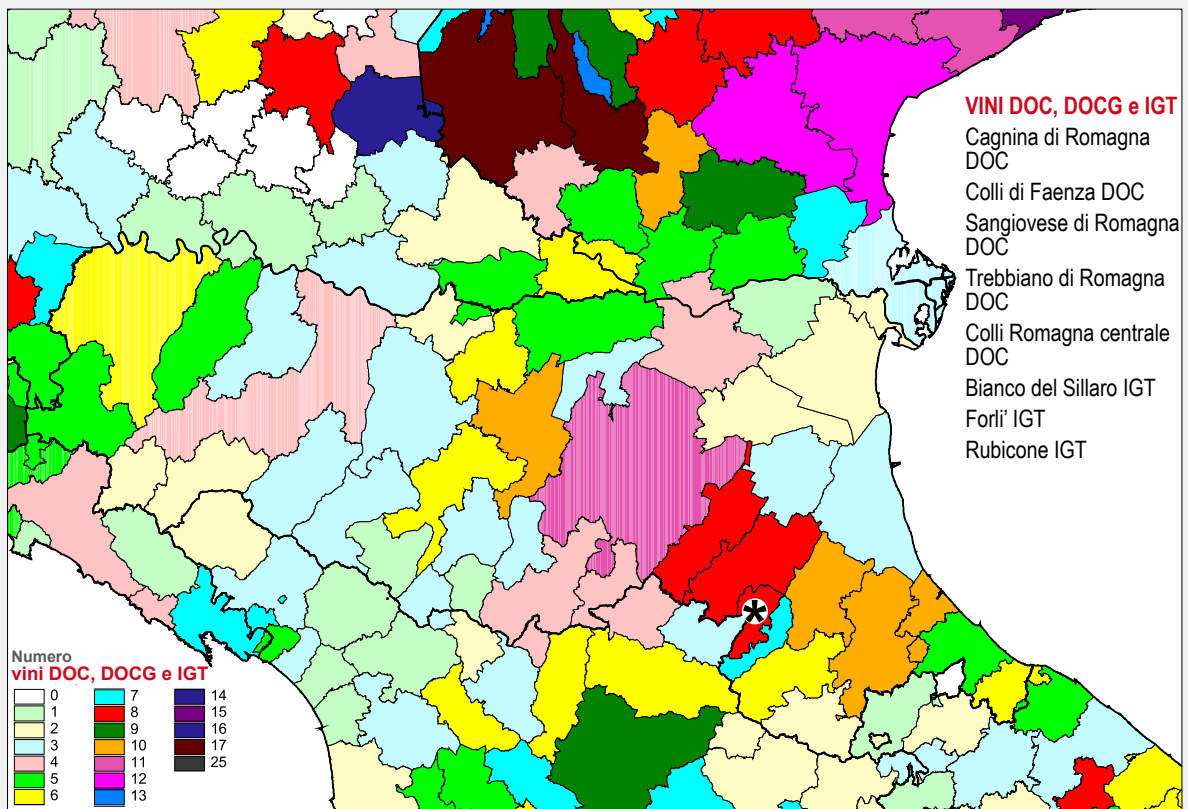 VINI DOC, DOCG e IGT
Cagnina di Romagna
DOC
Colli di Faenza DOC
Sangiovese di Romagna
DOC
Trebbiano di Romagna
DOC
Colli Romagna centrale
DOC
Bianco del Sillaro IGT
Forli' IGT
Rubicone IGT
*
Numero
vini DOC, DOCG e IGT
0
1
2
3
4
5
6
7
8
9
10
11
12
13
14
15
16
17
25